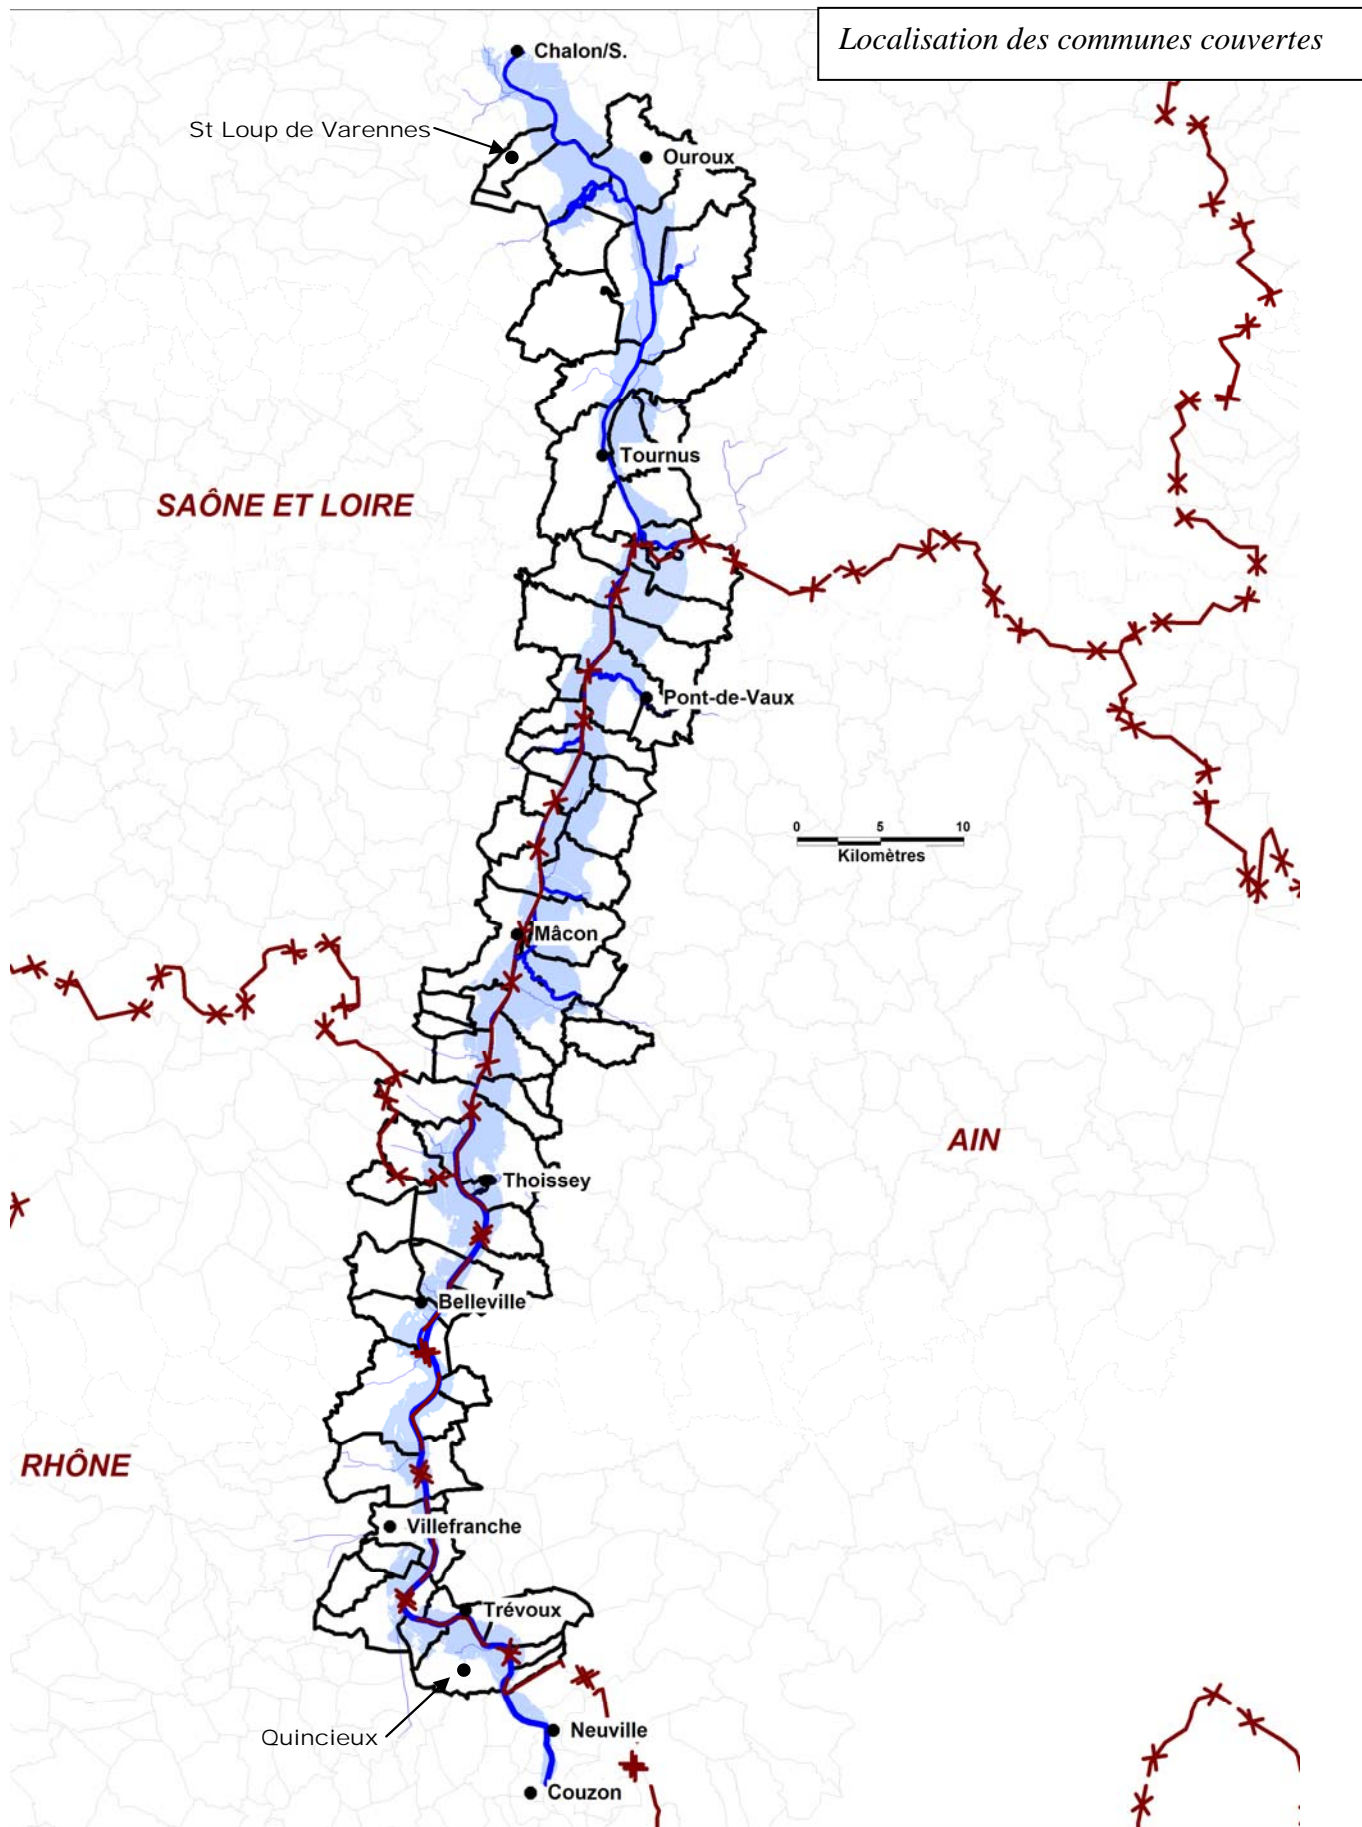 Localisation des communes couvertes
Chalon/S.
St Loup de Varennes
Ouroux
Tournus
SAÔNE ET LOIRE
Pont-de-Vaux
0 5 10
Kilomètres
Mâcon
AIN
Thoissey
Belleville
RHÔNE
Villefranche
Trévoux
Quincieux
Neuville
Couzon